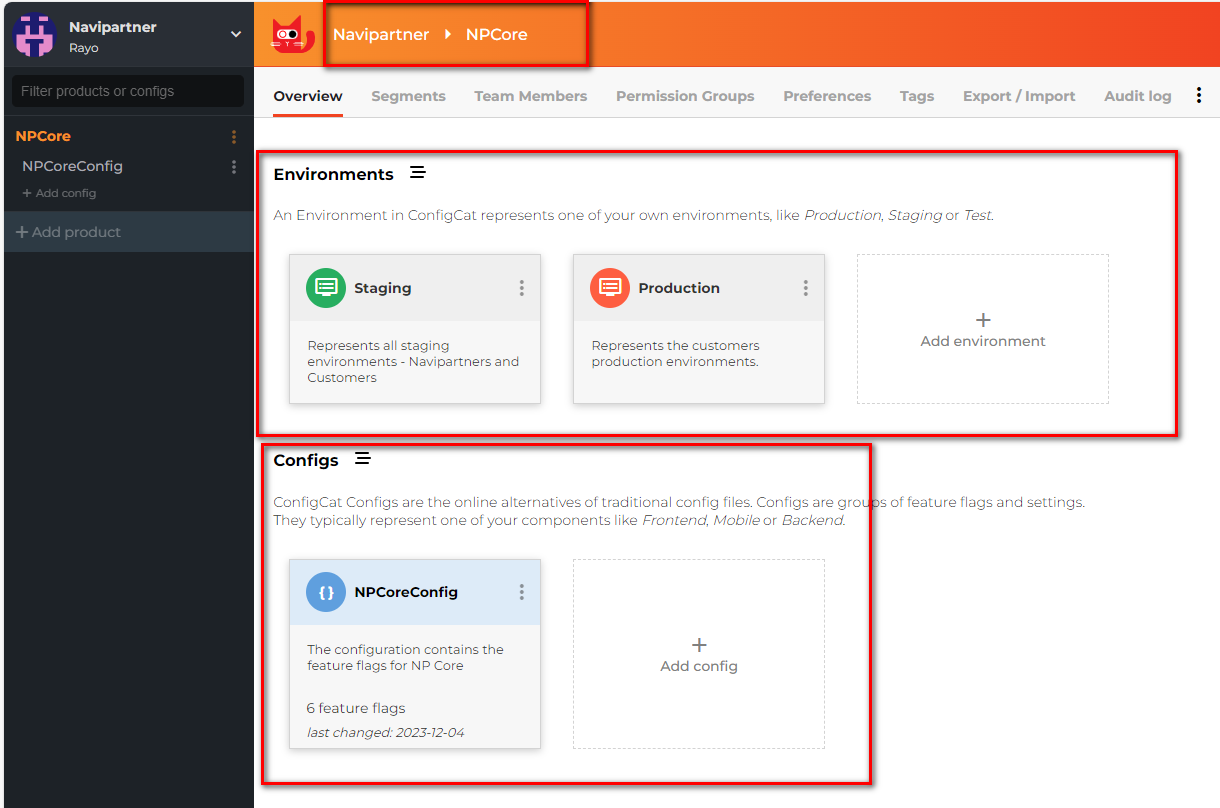 Navipartner
Rayo
Filter products or configs
NPCore
NPCoreConfig
+ Add config
+ Add product
Navipartner NPCore
Overview Segments Team Members Permission Groups Preferences Tags Export / Import Audit log
Environments
An Environment in ConfigCat represents one of your own environments, like Production, Staging or Test.
Staging
Represents all staging
environments - Navipartners and
Customers
Production
Represents the customers
production environments.
+
Add environment
Configs
ConfigCat Configs are the online alternatives of traditional config files. Configs are groups of feature flags and settings.
They typically represent one of your components like Frontend, Mobile or Backend.
{} NPCoreConfig
The configuration contains the
feature flags for NP Core
6 feature flags
last changed: 2023-12-04
+
Add config